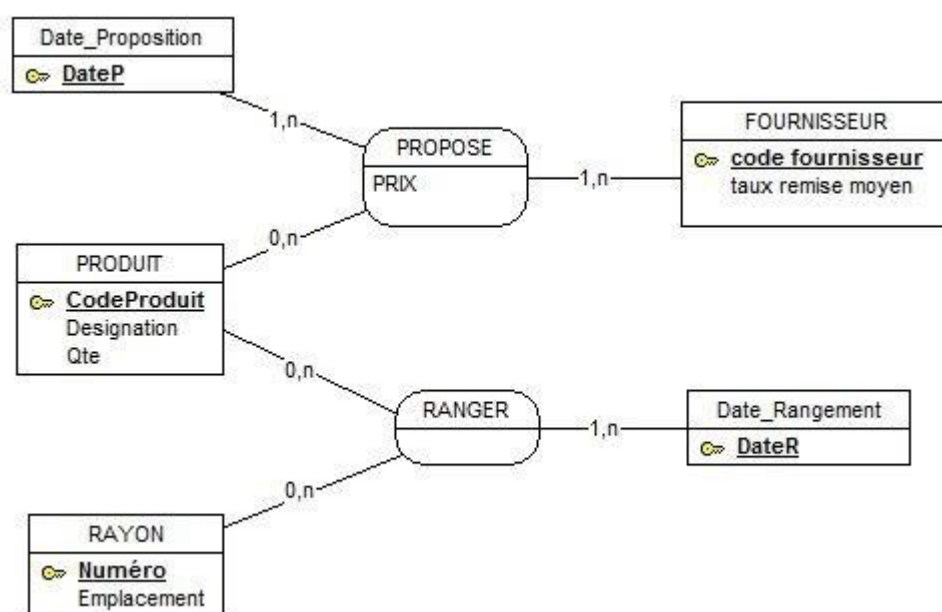 Date_Proposition
DateP
1,n
PROPOSE
PRIX
1,n
FOURNISSEUR
code fournisseur
taux remise moyen
0,n
PRODUIT
CodeProduit
Designation
Qte
0,n
RANGER
1,n
Date_Rangement
DateR
0,n
RAYON
Numéro
Emplacement